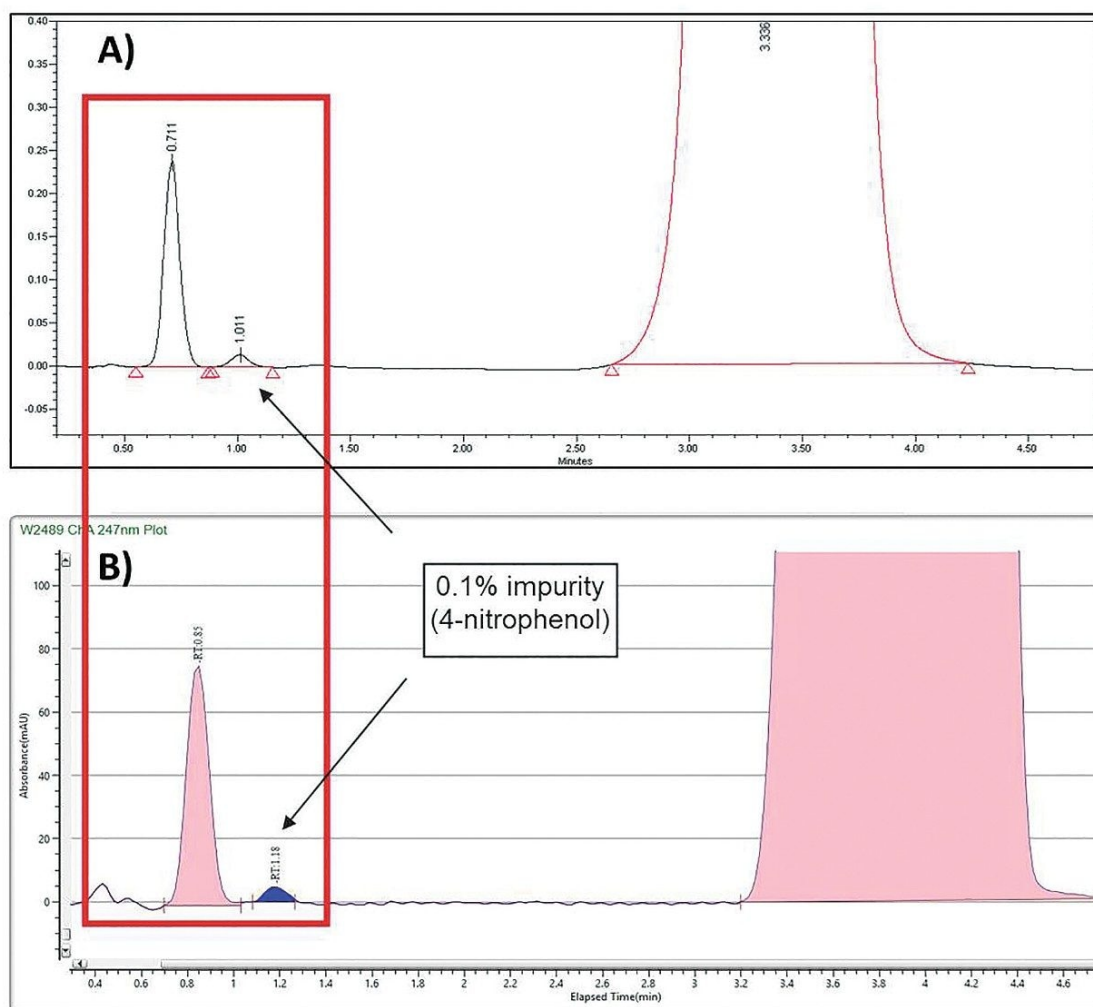 A)
0.40
0.35
0.30
0.25
0.20
0.15
0.10
0.05
0.00
-0.05
0.711
1.011
3.336
0.50 1.00 1.50 2.00 2.50 3.00 3.50 4.00 4.50
Minutes
W2489 ChA 247nm Plot
B)
0.1% impurity
(4-nitrophenol)
Absorbance(mAU)
100
80
60
40
20
0
-RT:0.85
-RT:1.18
0.4 0.6 0.8 1 1.2 1.4 1.6 1.8 2 2.2 2.4 2.6 2.8 3 3.2 3.4 3.6 3.8 4 4.2 4.4 4.6
Elapsed Time(min)